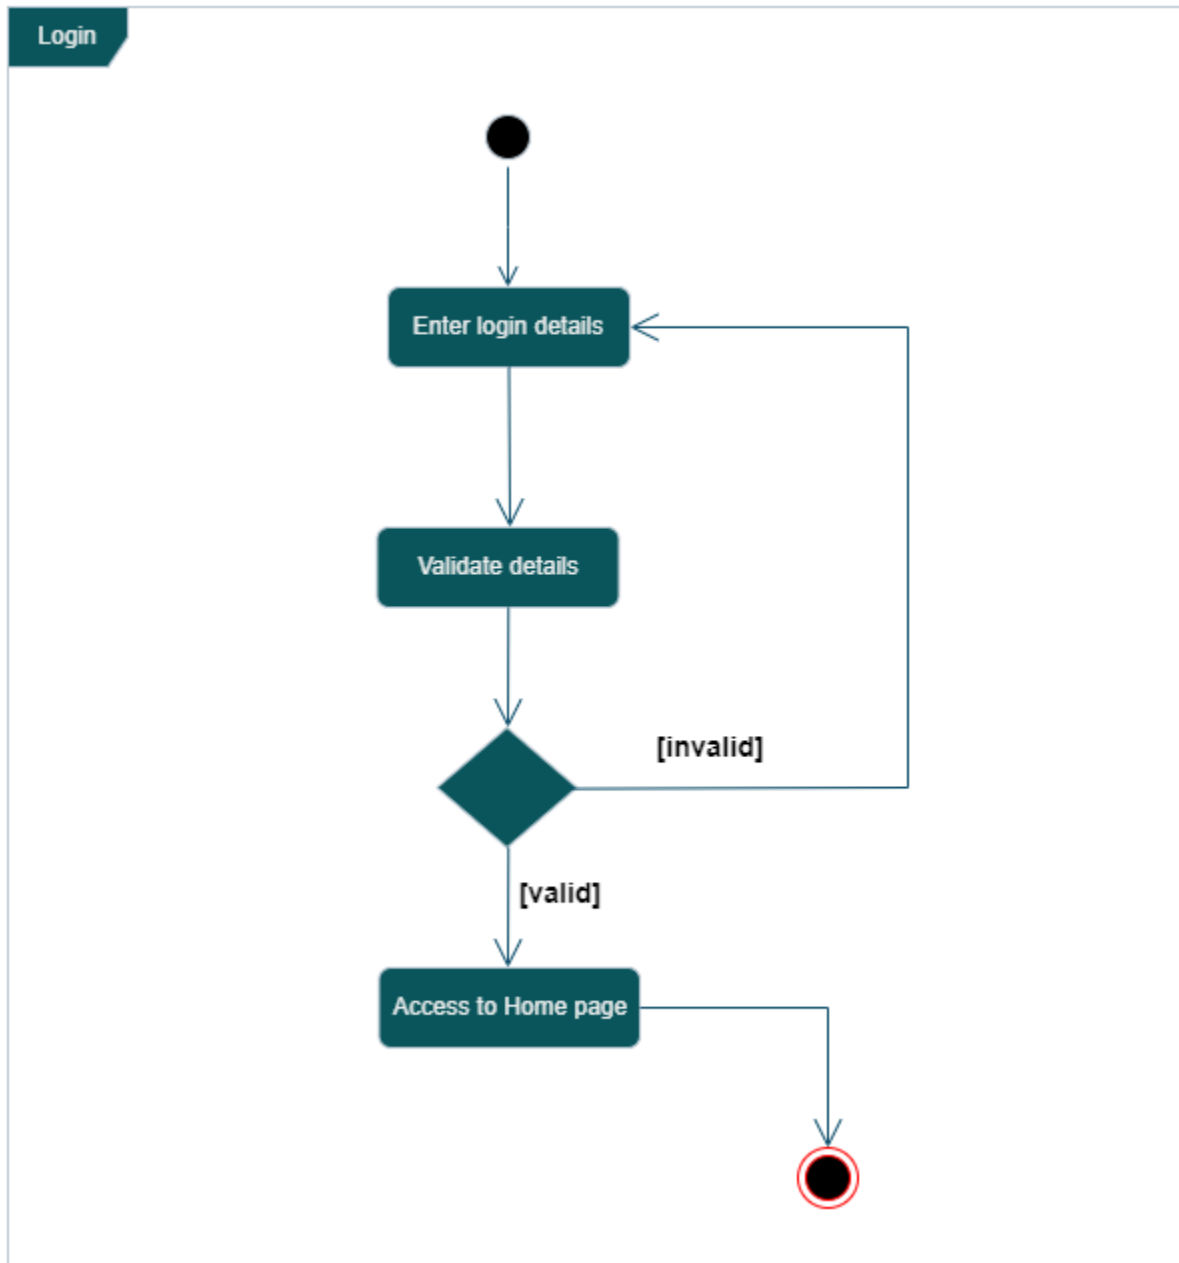 Login
Enter login details
Validate details
[invalid]
[valid]
Access to Home page